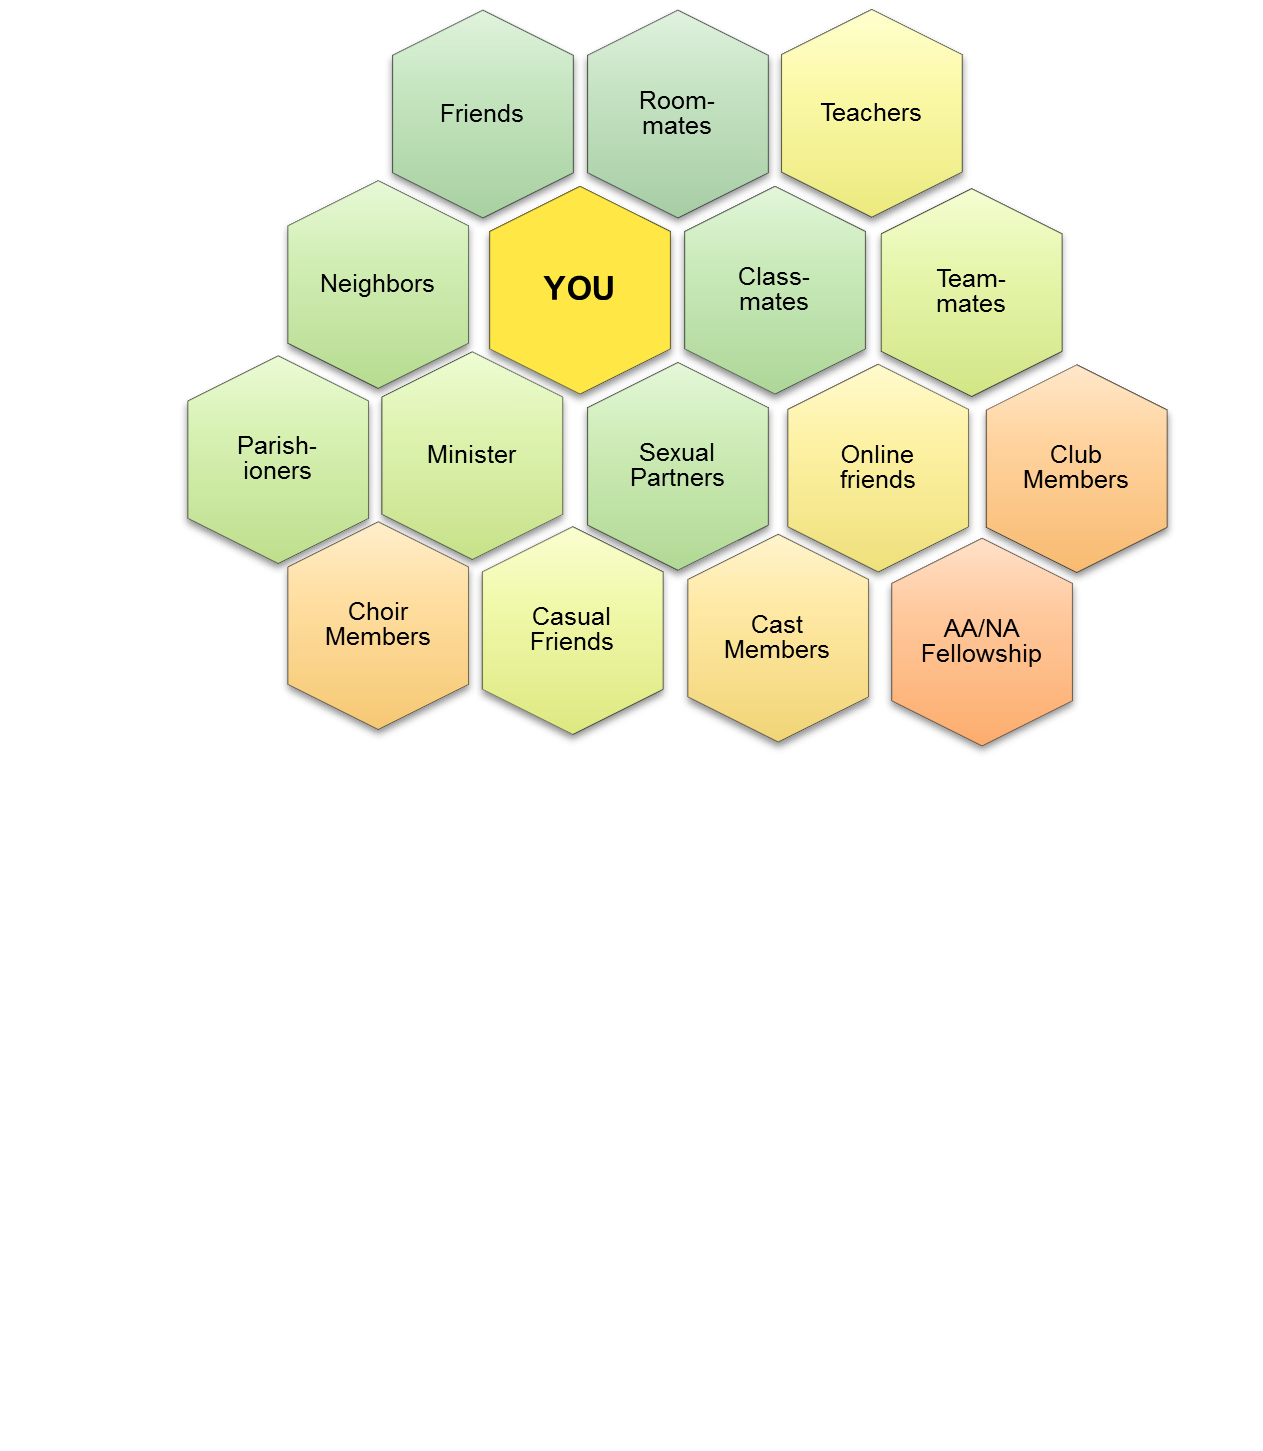 Friends
Room-
mates
Teachers
Neighbors
YOU
Class-
mates
Team-
mates
Parish-
ioners
Minister
Sexual
Partners
Online
friends
Club
Members
Choir
Members
Casual
Friends
Cast
Members
AA/NA
Fellowship